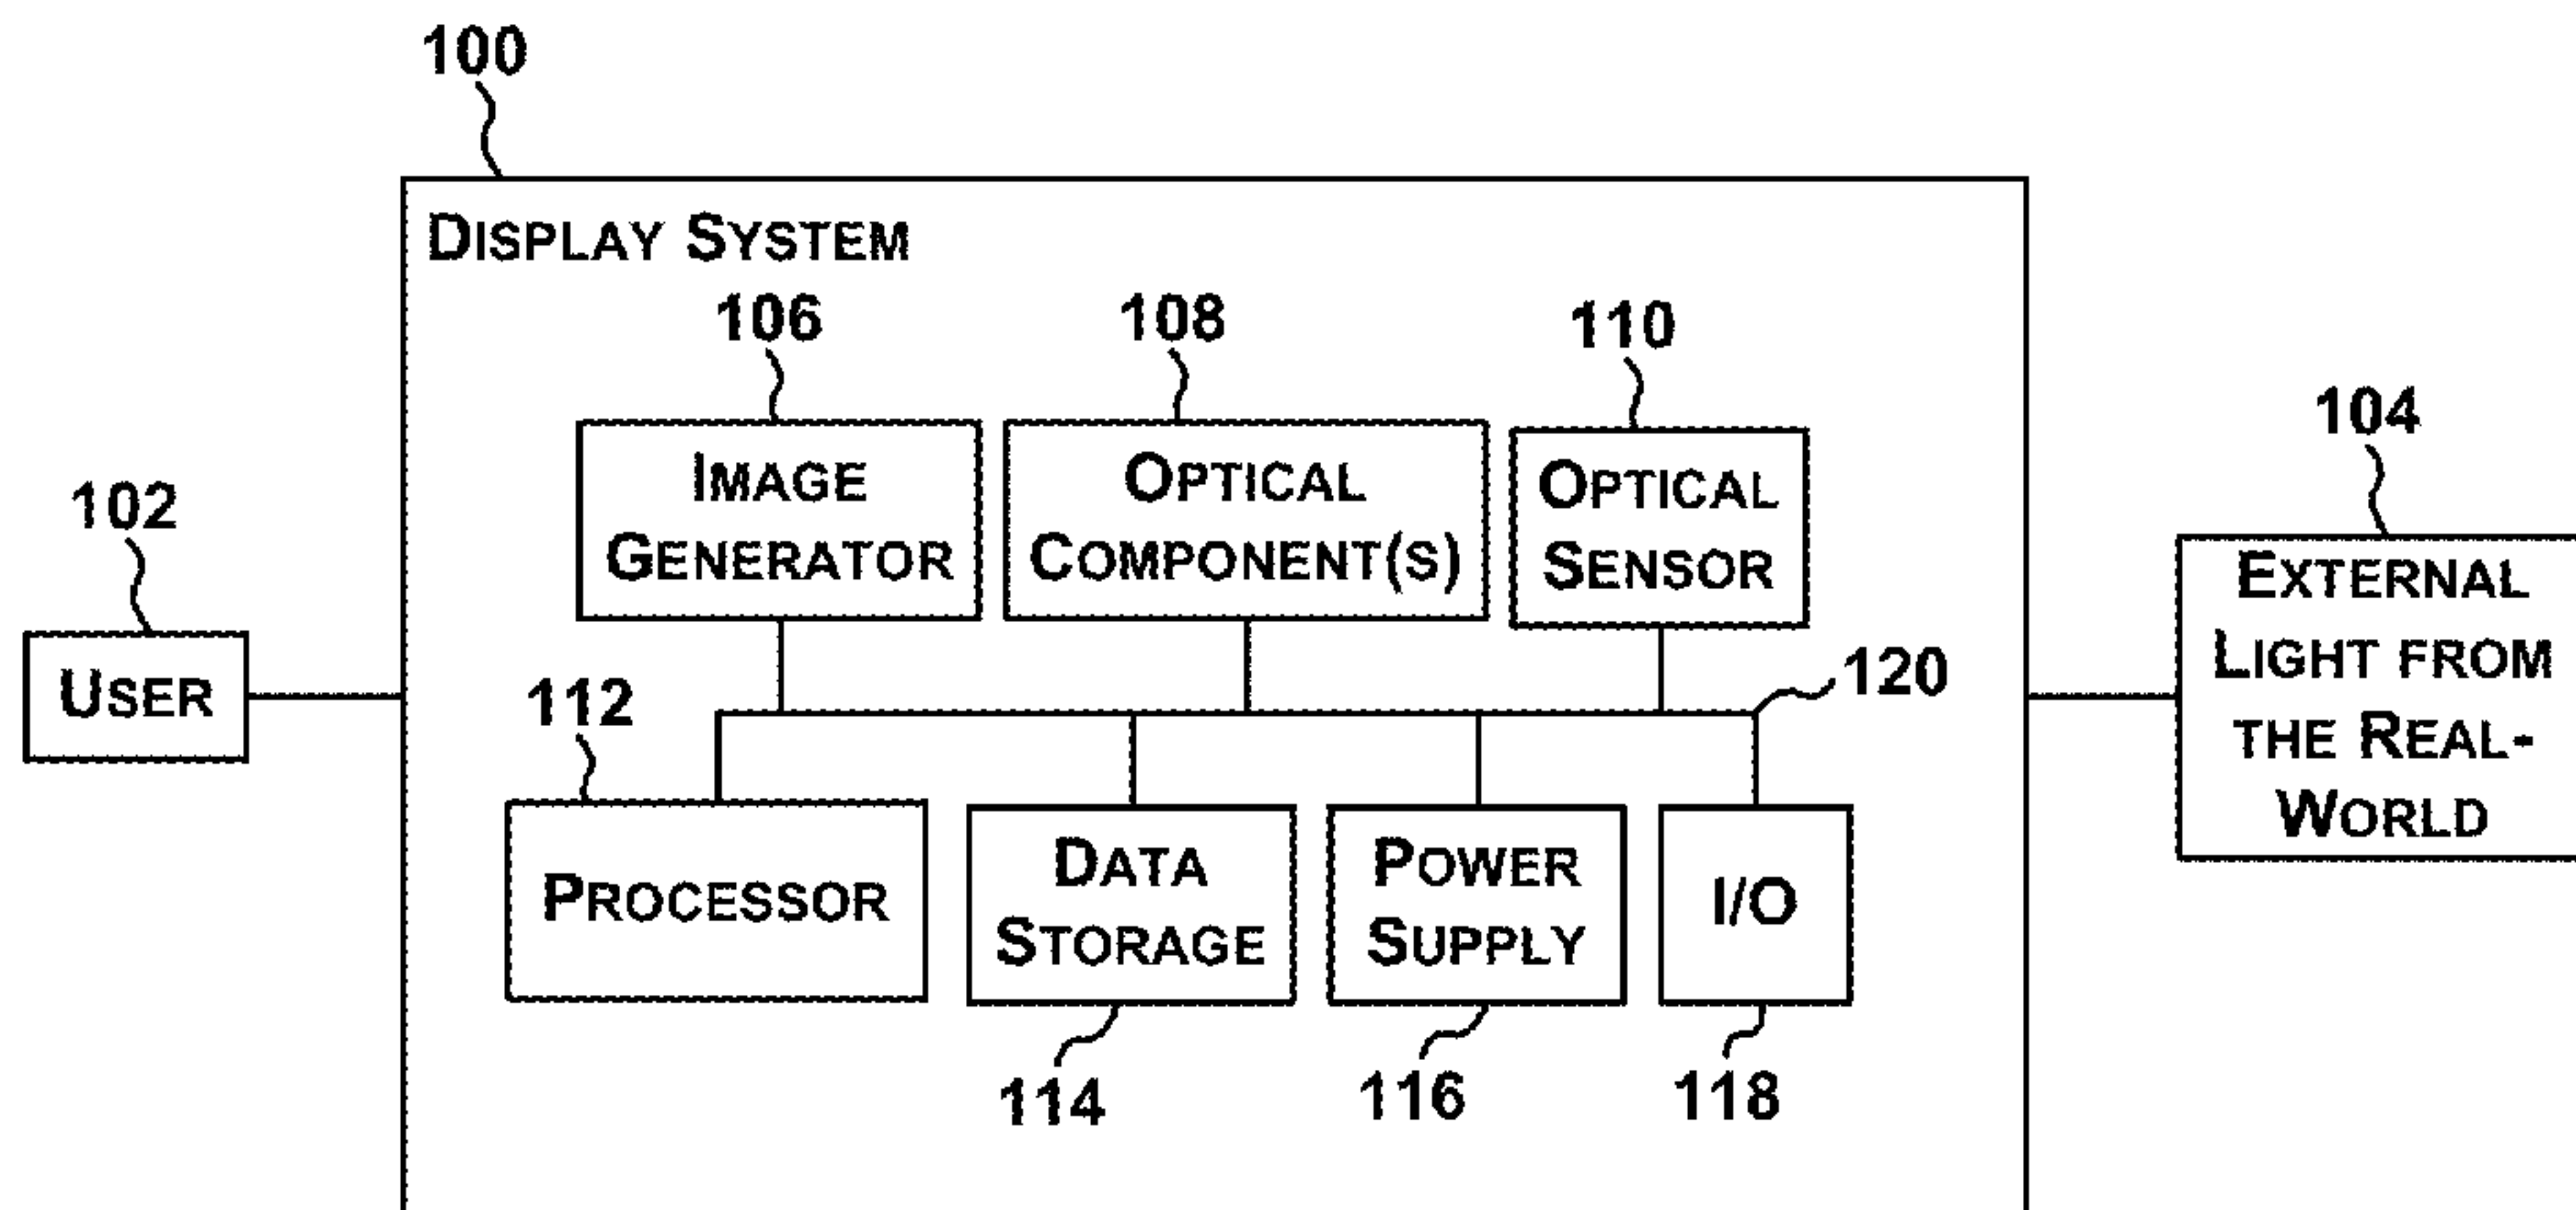 100
DISPLAY SYSTEM
106
108
110
IMAGE
GENERATOR
OPTICAL
COMPONENT(S)
OPTICAL
SENSOR
104
EXTERNAL
LIGHT FROM
THE REAL-
WORLD
102
USER
120
112
PROCESSOR
DATA
STORAGE
POWER
SUPPLY
I/O
114
116
118